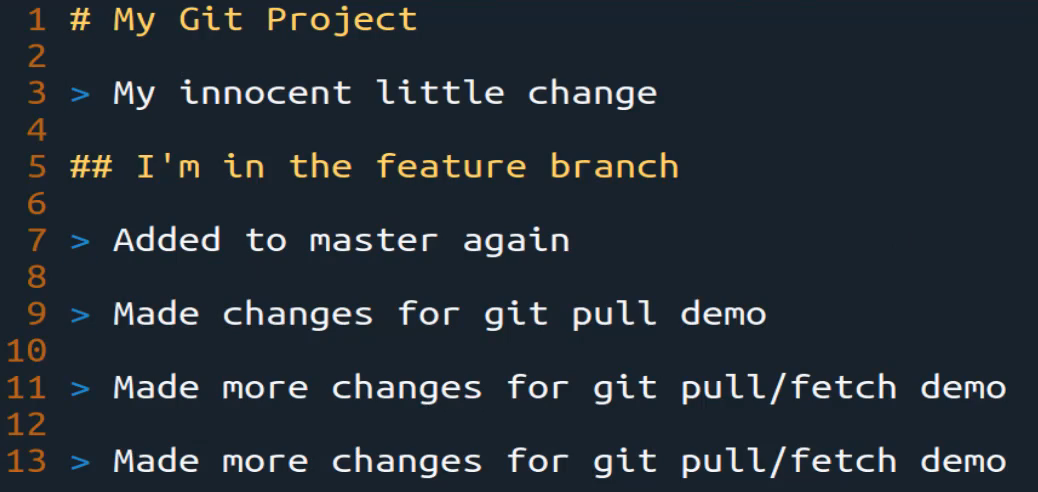 1 # My Git Project
2
3 > My innocent little change
4
5 ## I'm in the feature branch
6
7 > Added to master again
8
9 > Made changes for git pull demo
10
11 > Made more changes for git pull/fetch demo
12
13 > Made more changes for git pull/fetch demo